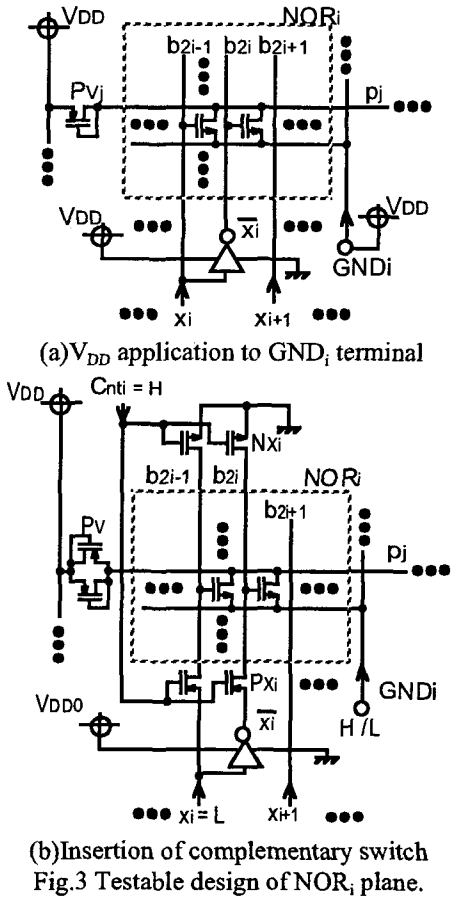 VDD
NORi
b2i-1 b2i b2i+1
PVj
pj
VDD
xi
VDD
GNDi
xi xi+1
(a)VDD application to GNDi terminal
VDD
Cnti = H
Nxi
b2i-1 b2i
NORi
b2i+1
PV
pj
Pxi
GNDi
VDD0
xi
H/L
xi = L xi+1
(b)Insertion of complementary switch
Fig.3 Testable design of NORi plane.